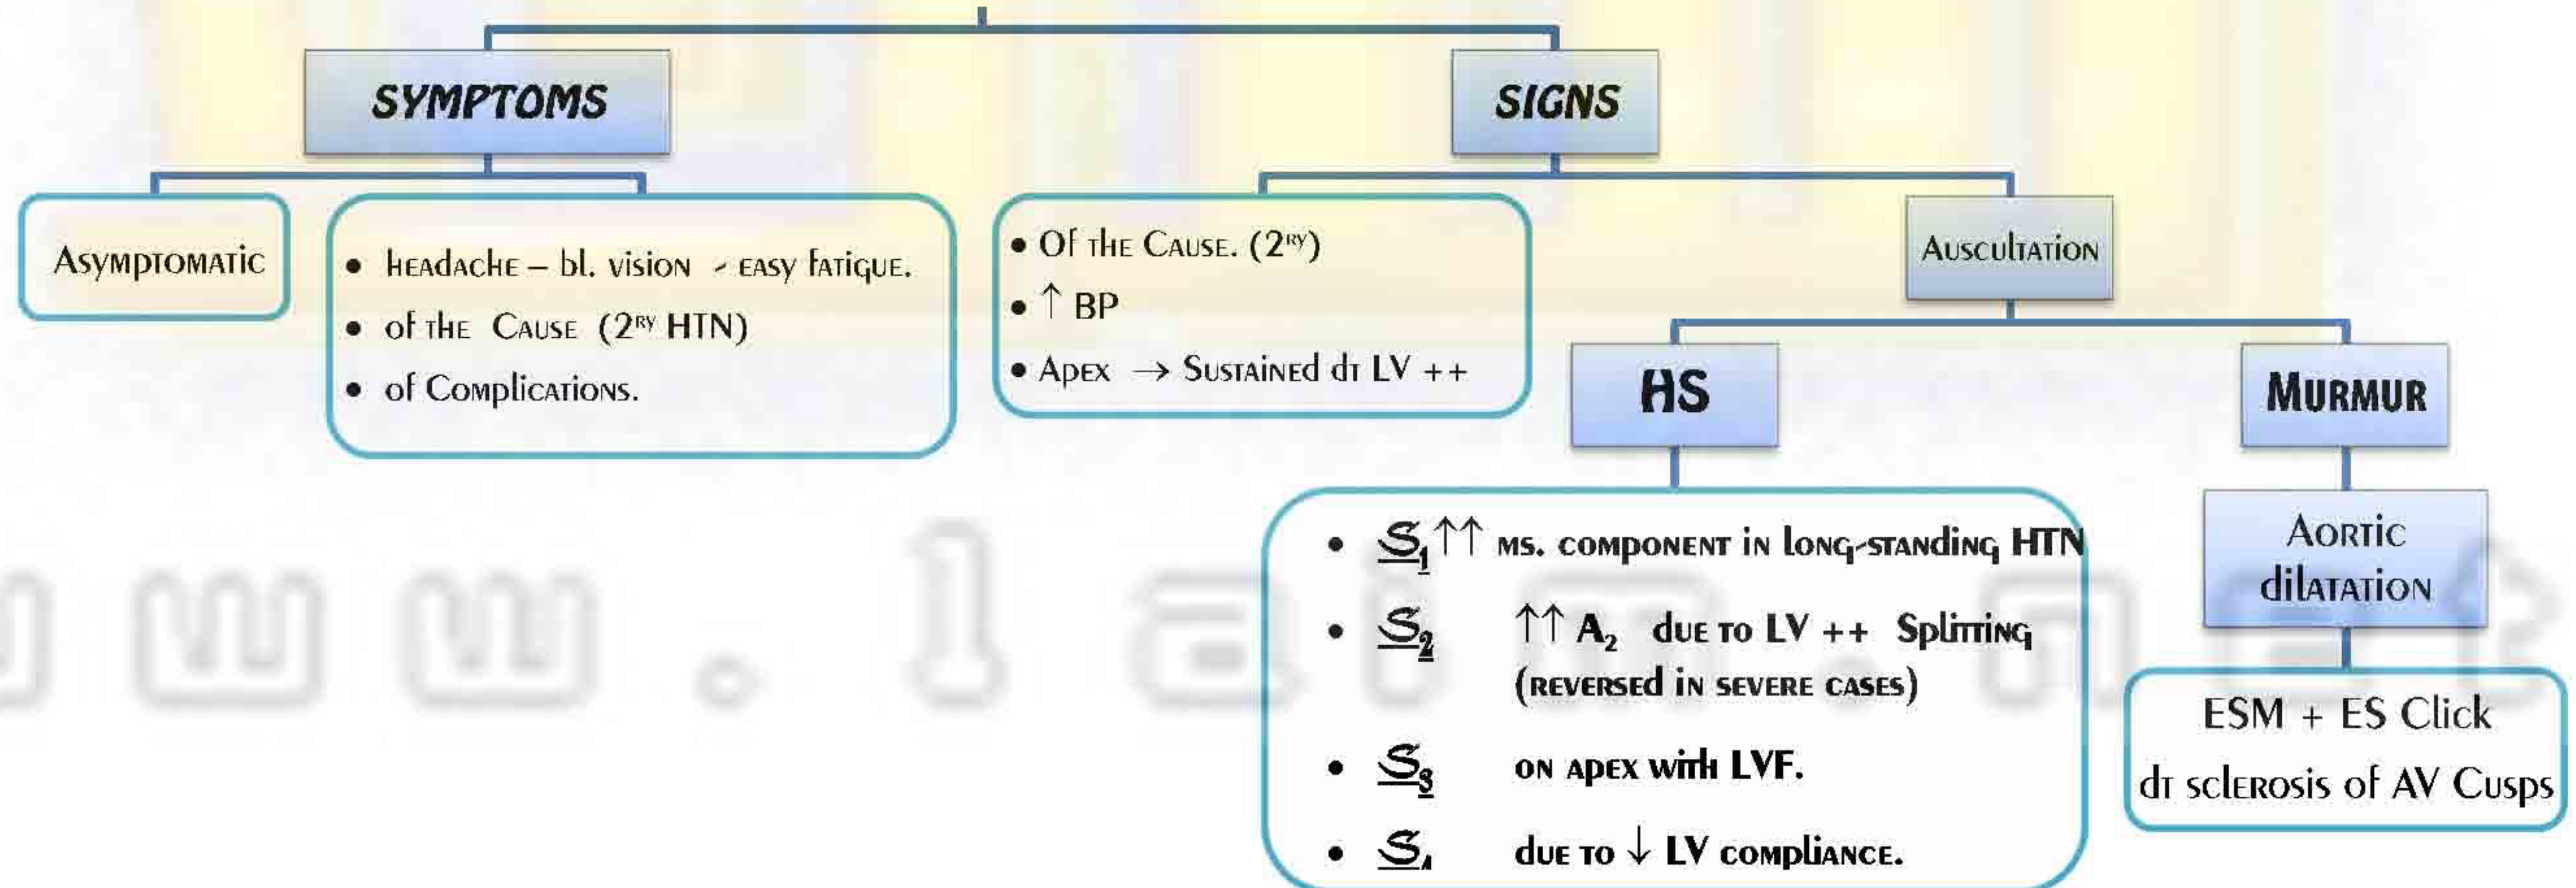 SYMPTOMS
SIGNS
Asymptomatic
• headache – bl. vision - easy fatigue.
• of the Cause (2ry HTN)
• of Complications.
• Of the Cause. (2ry)
• ↑ BP
• Apex → Sustained dt LV ++
Auscultation
HS
MURMUR
• S1 ↑↑ ms. component in long-standing HTN
• S2 ↑↑ A2 due to LV ++ Splitting
(reversed in severe cases)
• S3 on apex with LVF.
• S4 due to ↓ LV compliance.
Aortic
dilatation
ESM + ES Click
dt sclerosis of AV Cusps